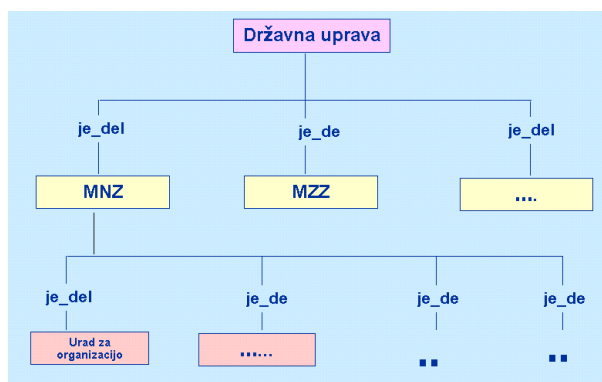 Državna uprava
je_del
je_de
je_del
MNZ
MZZ
....
je_del
je_de
je_de
je_de
Urad za
organizacijo
......
..
..